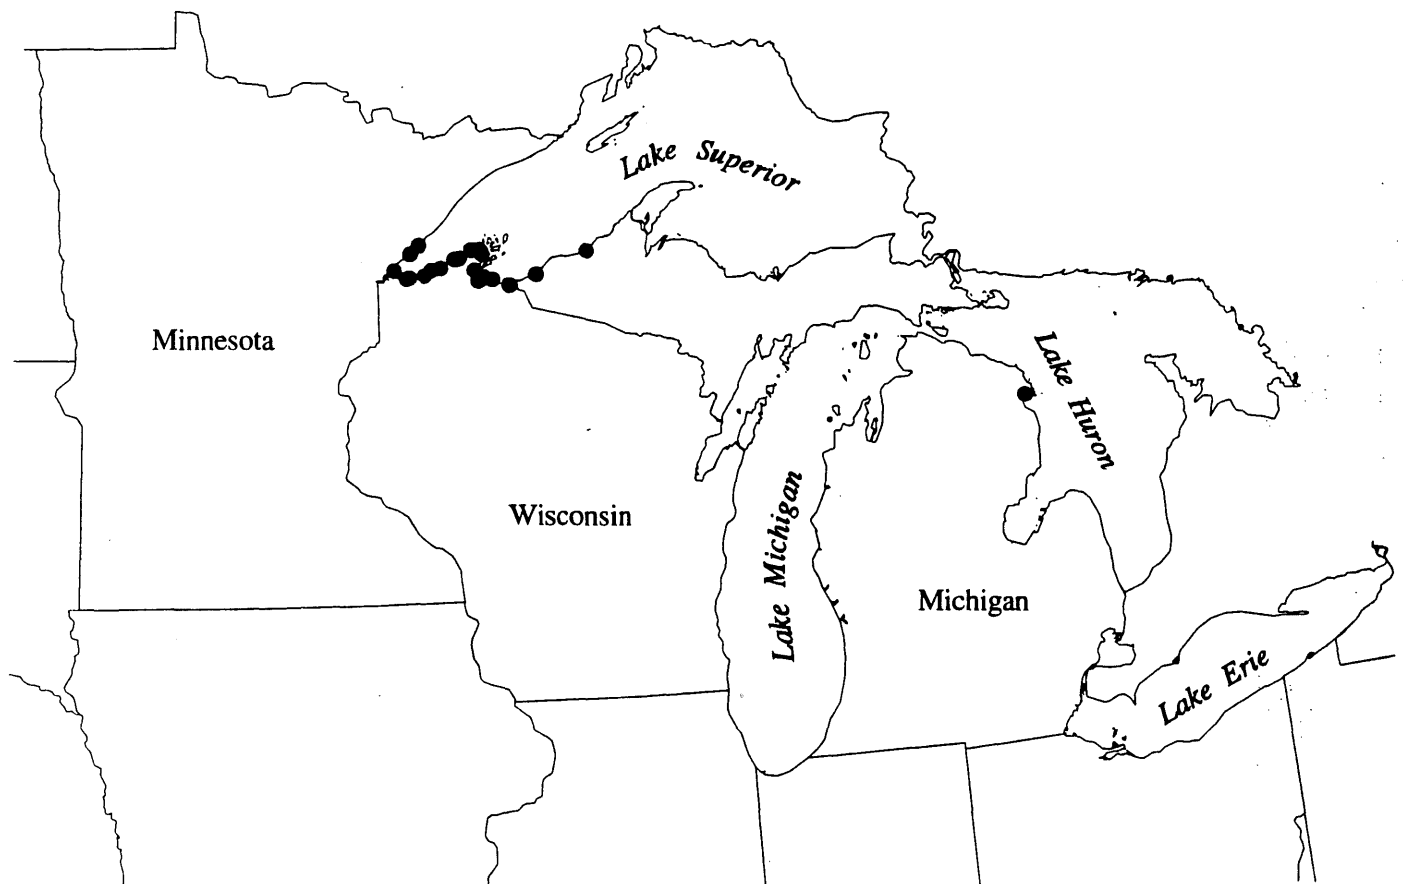 Lake Superior
Minnesota
Lake Huron
Wisconsin
Lake Michigan
Michigan
Lake Erie